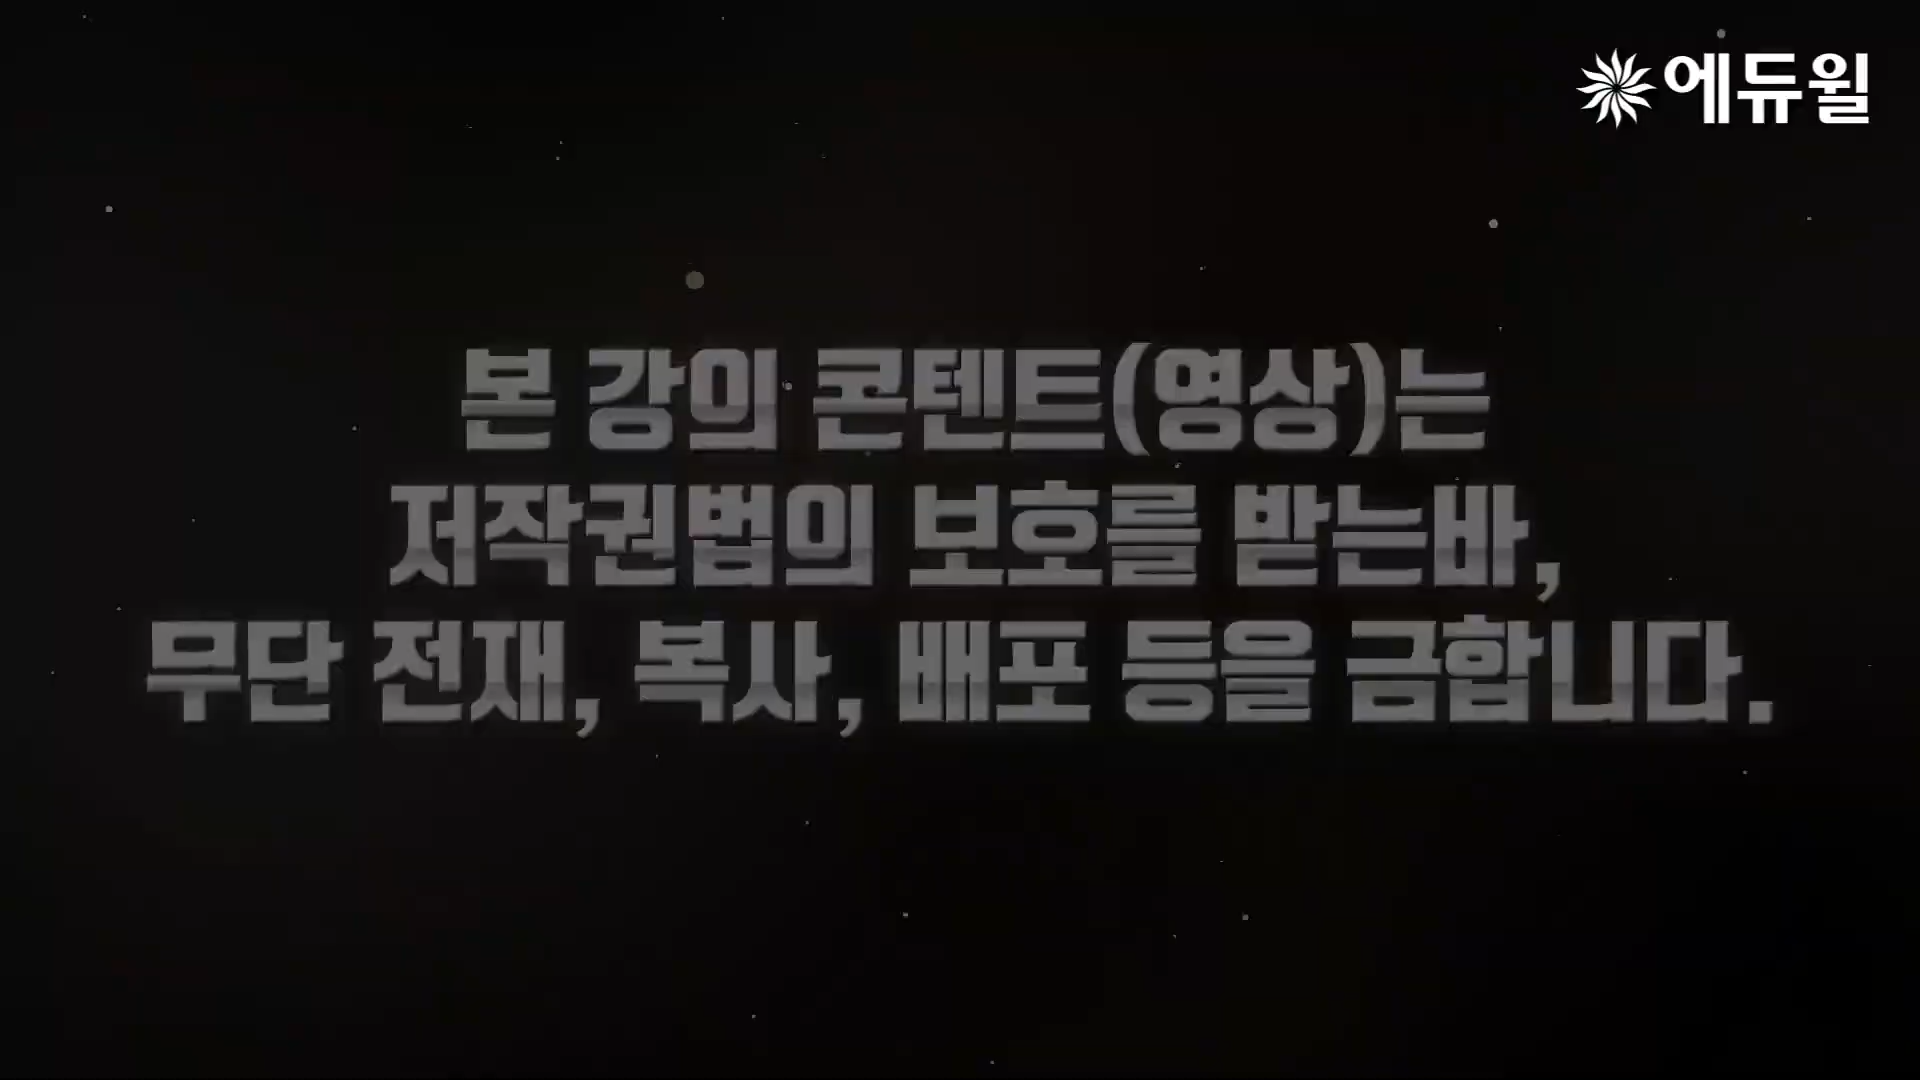 에듀윌
본 강의 콘텐트(영상)는
저작권법의 보호를 받는바,
무단 전재, 복사, 배포 등을 금합니다.